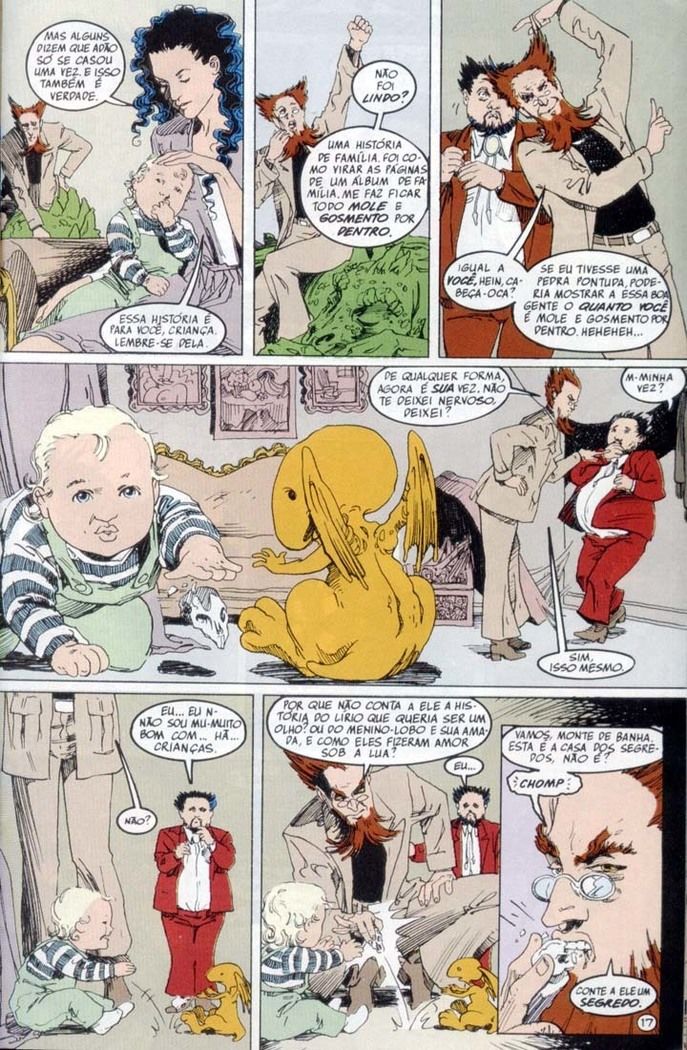 MAS ALGUNS
DIZEM QUE ADÃO
SÓ SE CASOU
UMA VEZ. E ISSO
TAMBÉM É
VERDADE.
ESSA HISTÓRIA É
PARA VOCÊ, CRIANÇA.
LEMBRE-SE DELA.
NÃO
FOI
LINDO?
UMA HISTÓRIA
DE FAMÍLIA. FOI CO-
MO VIRAR AS PÁGINAS
DE UM ÁLBUM DE FA-
MÍLIA. ME FAZ FICAR
TODO MOLE E
GOSMENTO POR
DENTRO.
IGUAL A
VOCÊ, HEIN, CA-
BEÇA-OCA?
SE EU TIVESSE UMA
PEDRA PONTUDA, PODE-
RIA MOSTRAR A ESSA BOA
GENTE O QUANTO VOCÊ
É MOLE E GOSMENTO POR
DENTRO. HEHEHEH...
DE QUALQUER FORMA,
AGORA É SUA VEZ. NÃO
TE DEIXEI NERVOSO,
DEIXEI?
M-MINHA
VEZ?
SIM,
ISSO MESMO.
EU... EU N-
NÃO SOU MU-MUITO
BOM COM... HÃ...
CRIANÇAS.
NÃO?
POR QUE NÃO CONTA A ELE A HIS-
TÓRIA DO LÍRIO QUE QUERIA SER UM
OLHO? OU DO MENINO-LOBO E SUA AMA-
DA, E COMO ELES FIZERAM AMOR
SOB A LUA?
EU...
VAMOS, MONTE DE BANHA.
ESTA É A CASA DOS SEGRE-
DOS, NÃO É?
CHOMP
CONTE A ELE UM
SEGREDO.
17